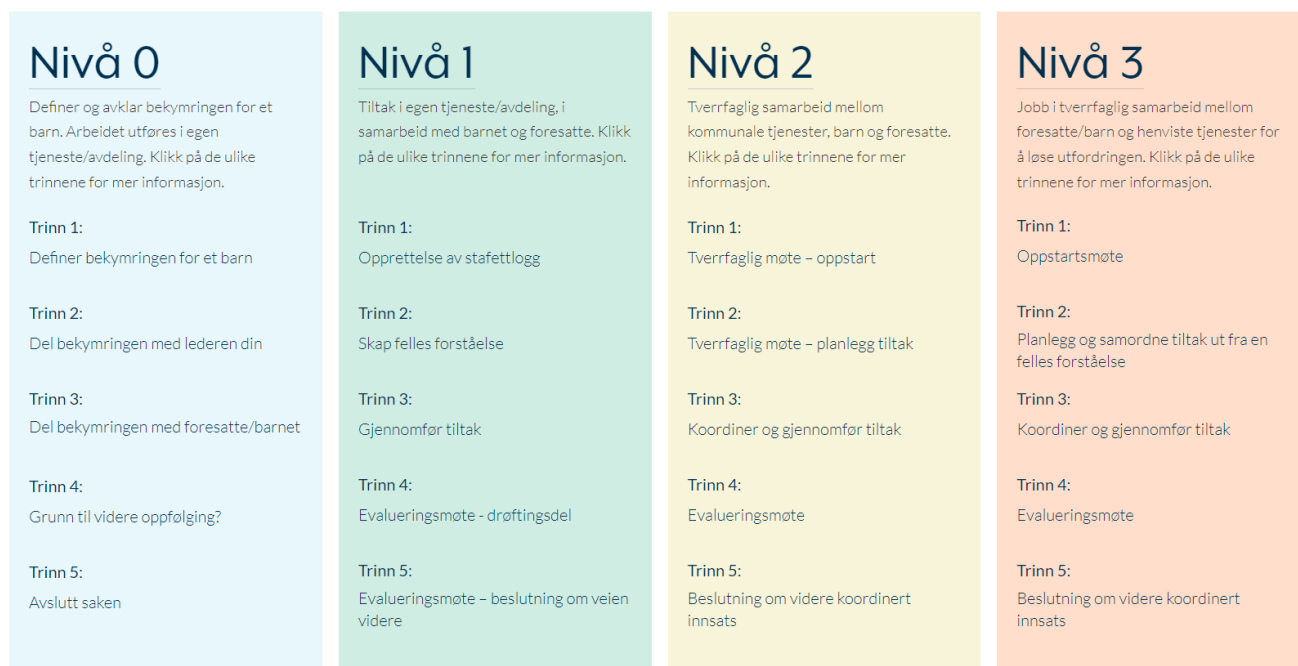 Nivå 0
Definer og avklar bekymringen for et
barn. Arbeidet utføres i egen
tjeneste/avdeling. Klikk på de ulike
trinnene for mer informasjon.
Trinn 1:
Definer bekymringen for et barn
Trinn 2:
Del bekymringen med lederen din
Trinn 3:
Del bekymringen med foresatte/barnet
Trinn 4:
Grunn til videre oppfølging?
Trinn 5:
Avslutt saken
Nivå 1
Tiltak i egen tjeneste/avdeling, i
samarbeid med barnet og foresatte. Klikk
på de ulike trinnene for mer informasjon.
Trinn 1:
Opprettelse av stafettlogg
Trinn 2:
Skap felles forståelse
Trinn 3:
Gjennomfør tiltak
Trinn 4:
Evalueringsmøte - drøftingsdel
Trinn 5:
Evalueringsmøte – beslutning om veien
videre
Nivå 2
Tverrfaglig samarbeid mellom
kommunale tjenester, barn og foresatte.
Klikk på de ulike trinnene for mer
informasjon.
Trinn 1:
Tverrfaglig møte – oppstart
Trinn 2:
Tverrfaglig møte – planlegg tiltak
Trinn 3:
Koordiner og gjennomfør tiltak
Trinn 4:
Evalueringsmøte
Trinn 5:
Beslutning om videre koordinert
innsats
Nivå 3
Jobb i tverrfaglig samarbeid mellom
foresatte/barn og henviste tjenester for
å løse utfordringen. Klikk på de ulike
trinnene for mer informasjon.
Trinn 1:
Oppstartsmøte
Trinn 2:
Planlegg og samordne tiltak ut fra en
felles forståelse
Trinn 3:
Koordiner og gjennomfør tiltak
Trinn 4:
Evalueringsmøte
Trinn 5:
Beslutning om videre koordinert
innsats